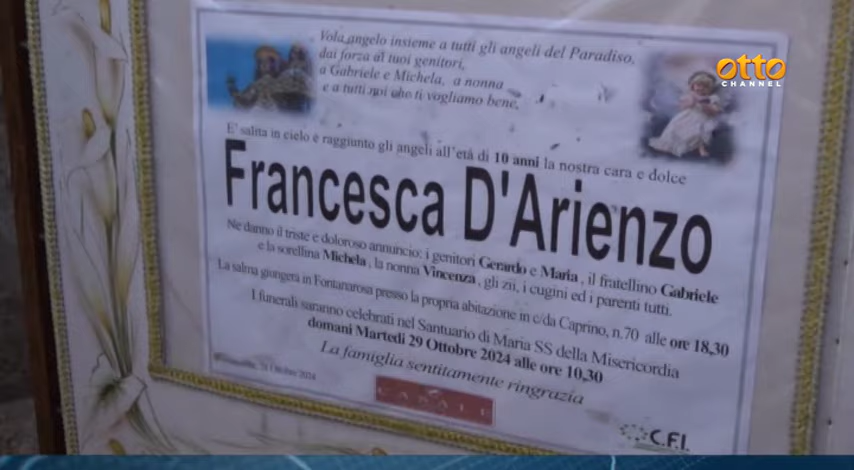 Vola angelo insieme a tutti gli angeli del Paradiso,
dai forza ai tuoi genitori,
a Gabriele e Michela, a nonna
e a tutti noi che ti vogliamo bene.
otto
CHANNEL
E' salita in cielo e raggiunto gli angeli all'età di 10 anni la nostra cara e dolce
Francesca D'Arienzo
Ne danno il triste e doloroso annuncio: i genitori Gerardo e Maria, il fratellino Gabriele
e la sorellina Michela, la nonna Vincenza, gli zii, i cugini ed i parenti tutti.
La salma giungerà in Fontanarosa presso la propria abitazione in c/da Caprino, n.70 alle ore 18,30
I funerali saranno celebrati nel Santuario di Maria SS della Misericordia
domani Martedì 29 Ottobre 2024 alle ore 10,30
La famiglia sentitamente ringrazia
Ottobre 2024
CASALE
C.F.I.